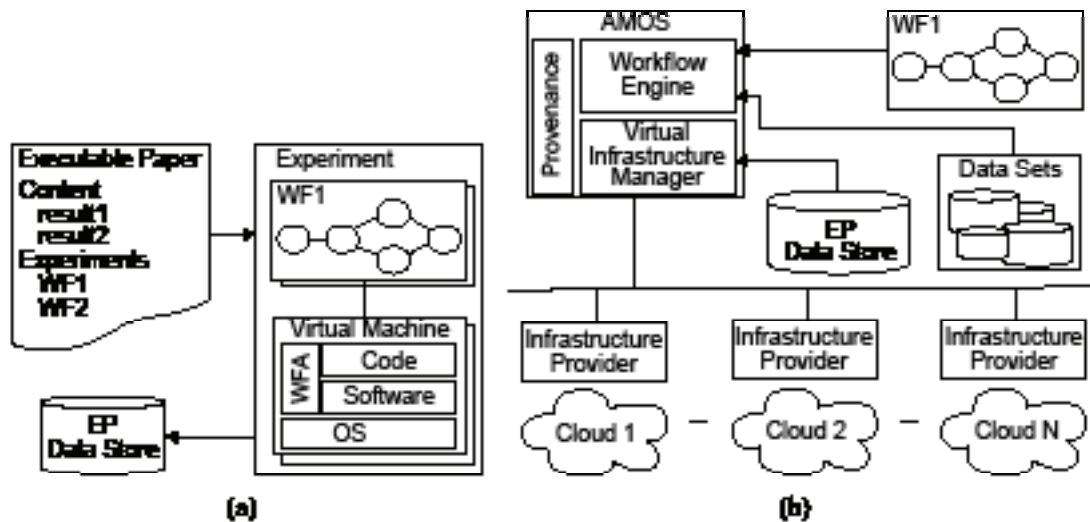 Executable Paper
Content
result1
result2
Experiments
WF1
WF2
EP
Data Store
Experiment
WF1
Virtual Machine
WFA
Code
Software
OS
(a)
AMOS
Provenance
Workflow
Engine
Virtual
Infrastructure
Manager
WF1
Data Sets
EP
Data Store
Infrastructure
Provider
Infrastructure
Provider
Infrastructure
Provider
Cloud 1
Cloud 2
Cloud N
(b)